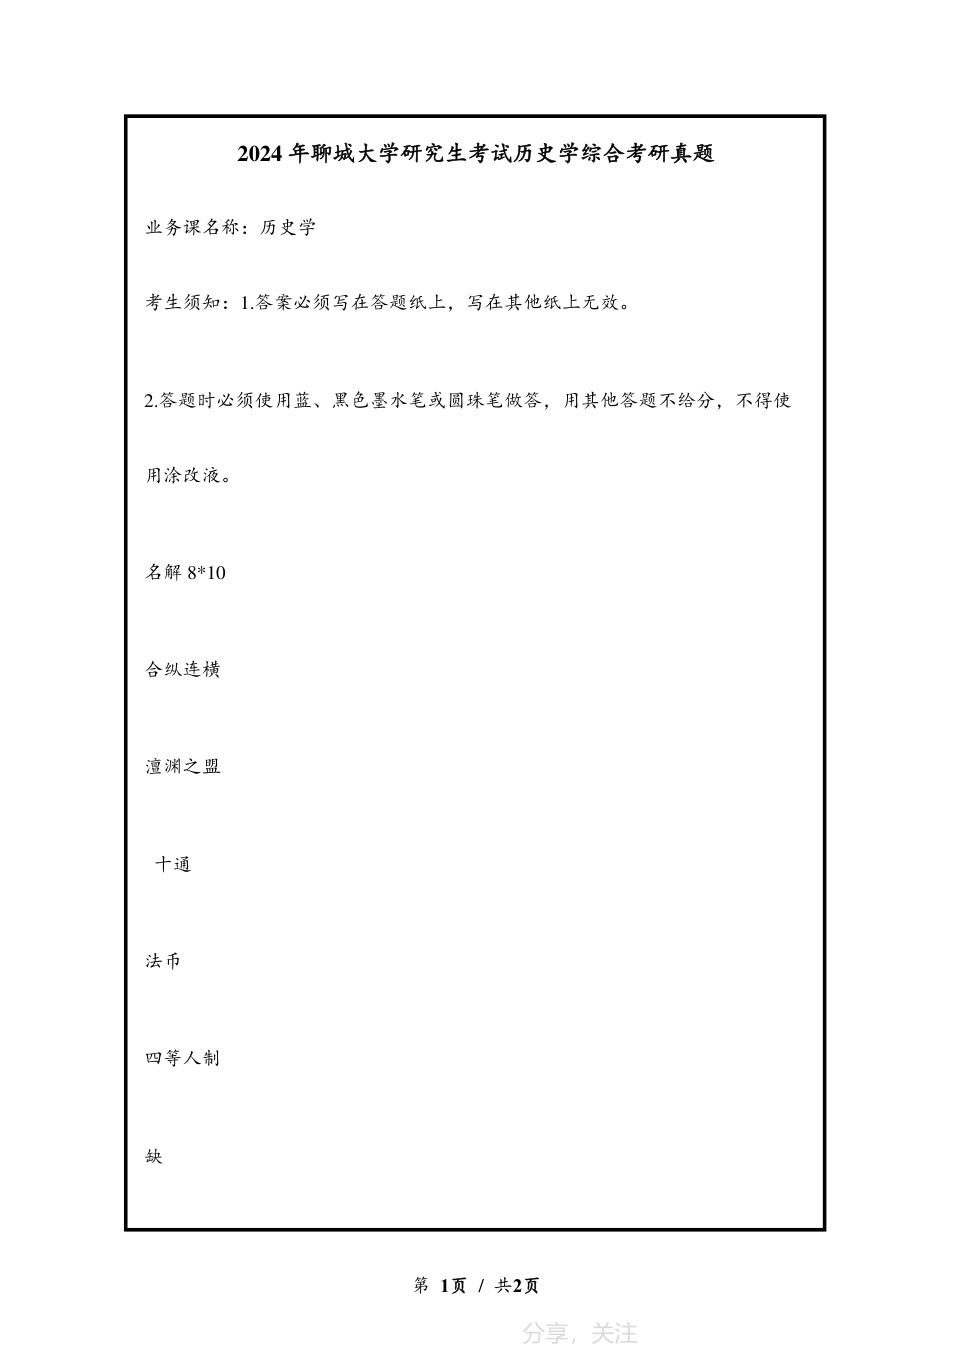 2024 年聊城大学研究生考试历史学综合考研真题
业务课名称：历史学
考生须知：1.答案必须写在答题纸上，写在其他纸上无效。
2.答题时必须使用蓝、黑色墨水笔或圆珠笔做答，用其他答题不给分，不得使
用涂改液。
名解 8*10
合纵连横
澶渊之盟
十通
法币
四等人制
缺
第 1页 / 共2页
分享，关注